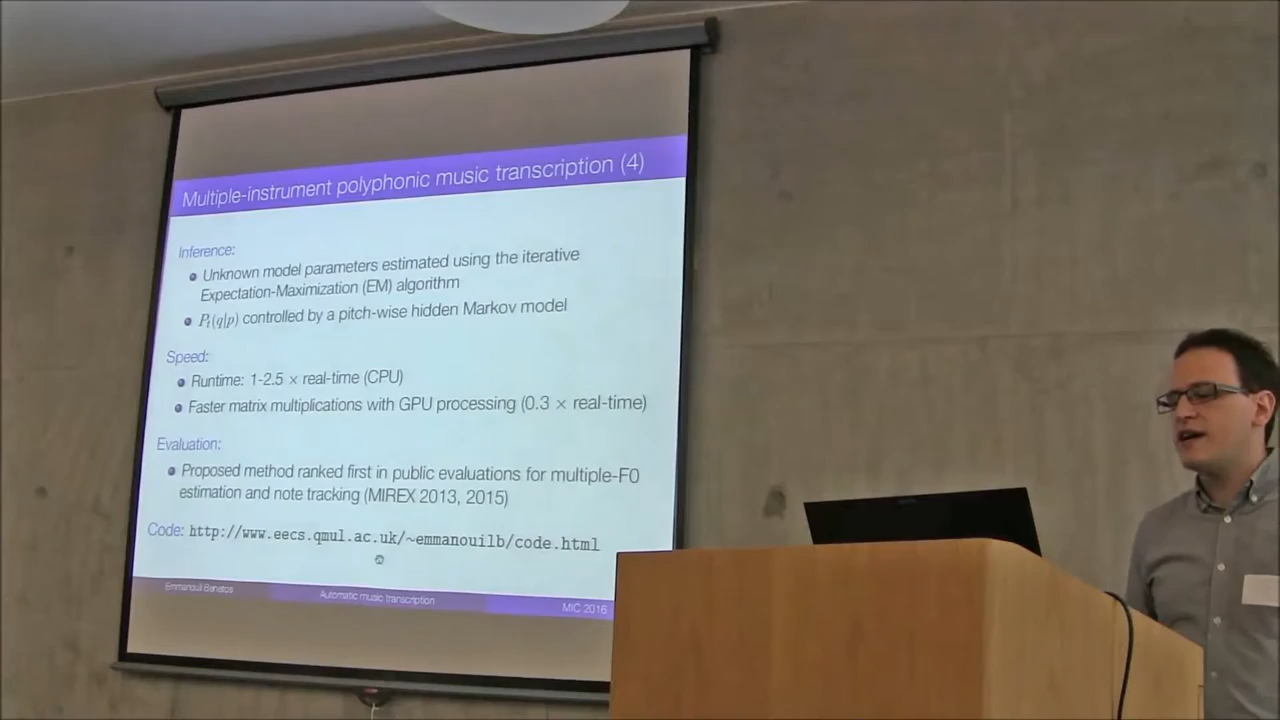 Multiple-instrument polyphonic music transcription (4)
Inference:
Unknown model parameters estimated using the iterative
Expectation-Maximization (EM) algorithm
Pt(q|p) controlled by a pitch-wise hidden Markov model
Speed:
Runtime: 1-2.5 × real-time (CPU)
Faster matrix multiplications with GPU processing (0.3 × real-time)
Evaluation:
Proposed method ranked first in public evaluations for multiple-F0
estimation and note tracking (MIREX 2013, 2015)
Code: http://www.eecs.qmul.ac.uk/~emmanouilb/code.html
Emmanouil Benetos Automatic music transcription MIC 2016